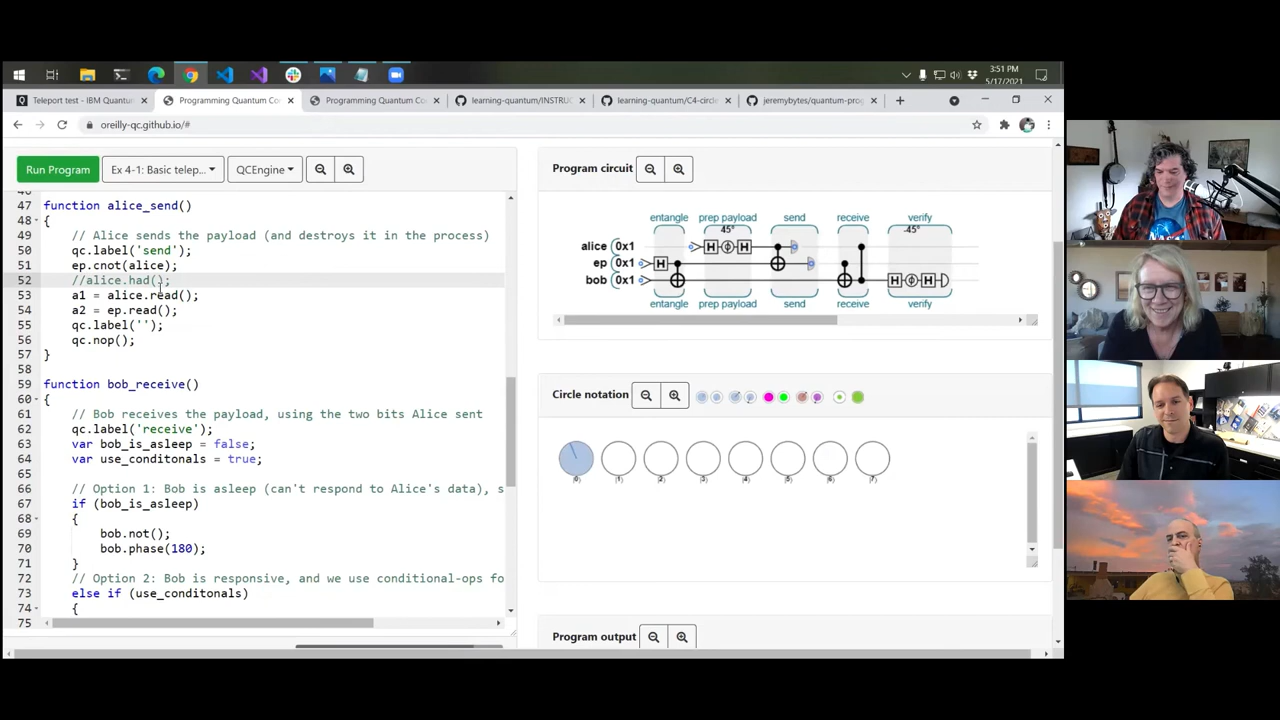 3:51 PM
5/17/2021
Teleport test - IBM Quantum
Programming Quantum Co
Programming Quantum Co
learning-quantum/INSTRUC
learning-quantum/C4-circl
jeremybytes/quantum-prog
oreilly-qc.github.io/#
Run Program
Ex 4-1: Basic telep...
QCEngine
Program circuit
46
47 function alice_send()
48 {
49 // Alice sends the payload (and destroys it in the process)
50 qc.label('send');
51 ep.cnot(alice);
52 //alice.had();
53 a1 = alice.read();
54 a2 = ep.read();
55 qc.label('');
56 qc.nop();
57 }
58
59 function bob_receive()
60 {
61 // Bob receives the payload, using the two bits Alice sent
62 qc.label('receive');
63 var bob_is_asleep = false;
64 var use_conditonals = true;
65
66 // Option 1: Bob is asleep (can't respond to Alice's data), s
67 if (bob_is_asleep)
68 {
69 bob.not();
70 bob.phase(180);
71 }
72 // Option 2: Bob is responsive, and we use conditional-ops fo
73 else if (use_conditonals)
74 {
75
entangle prep payload send receive verify
45° -45°
alice 0x1 H H
ep 0x1 H
bob 0x1 H H
entangle prep payload send receive verify
Circle notation
|0⟩ |1⟩ |2⟩ |3⟩ |4⟩ |5⟩ |6⟩ |7⟩
Program output